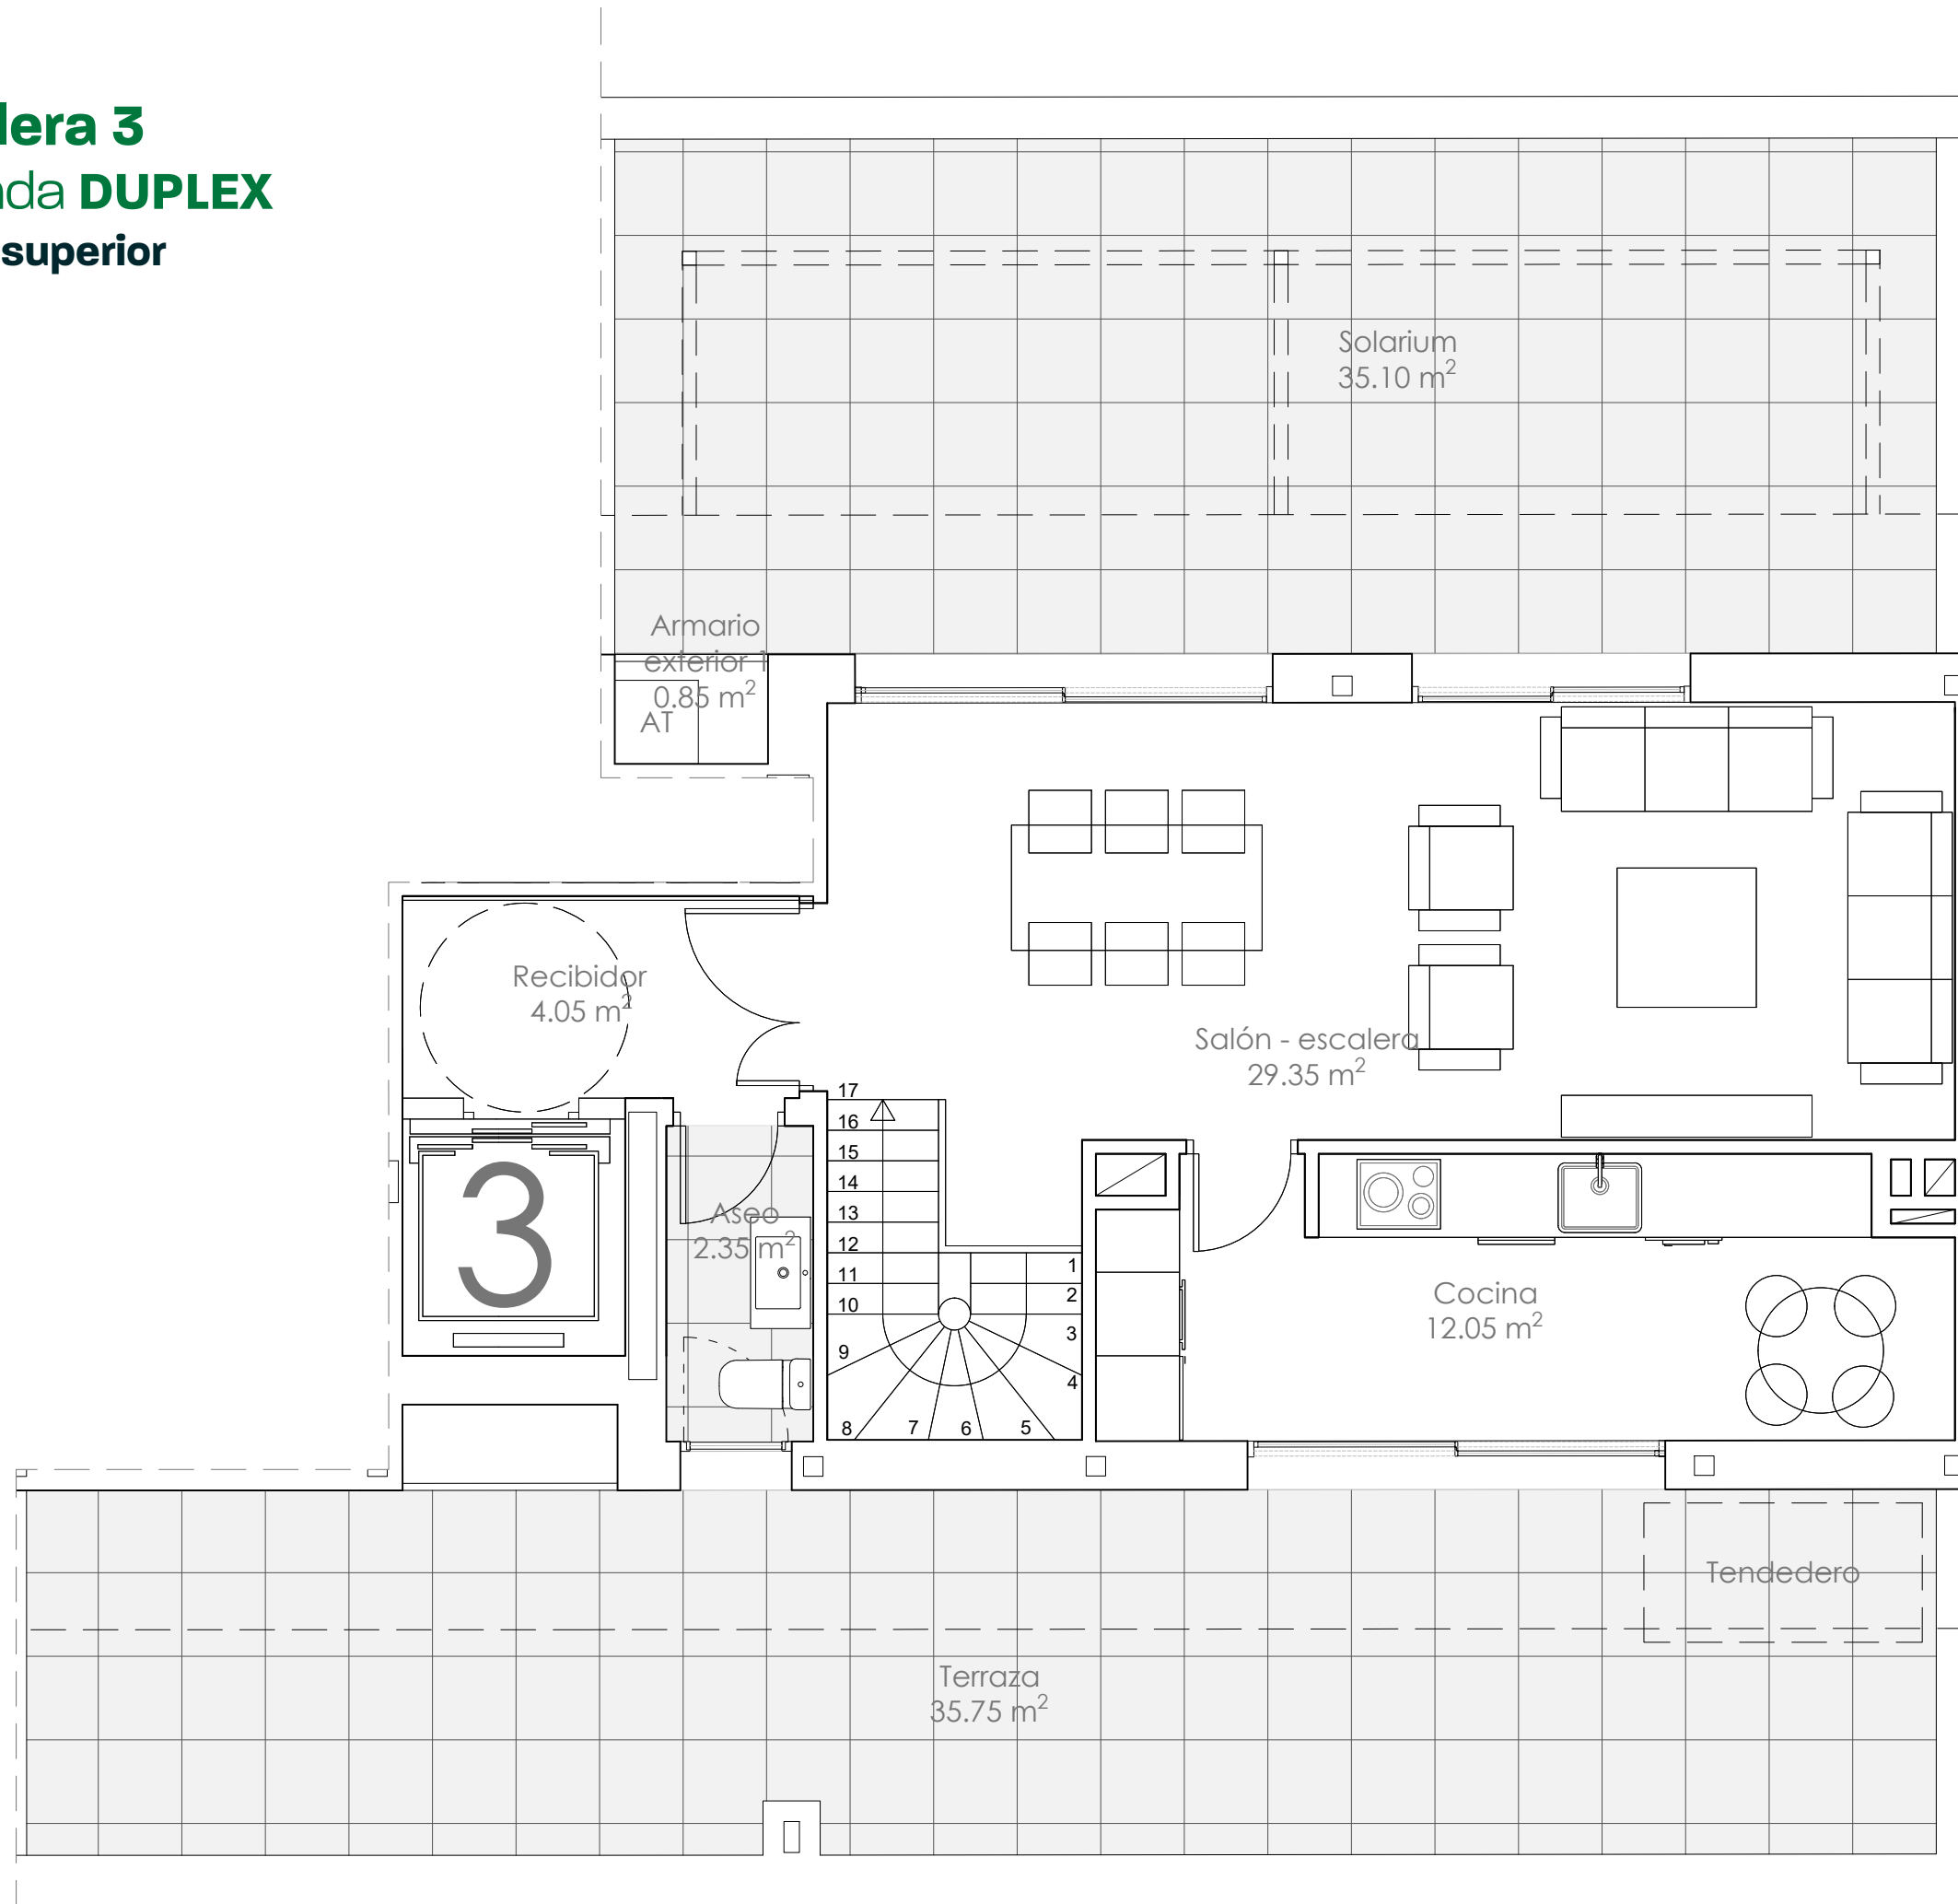 lera 3
nda DUPLEX
superior
Solarium
35.10 m²
Armario
exterior 1
0.85 m²
AT
Recibidor
4.05 m²
Salón - escalera
29.35 m²
17
16
15
14
13
12
11
10
9
8
7
6
5
4
3
2
1
3
Aseo
2.35 m²
Cocina
12.05 m²
Tendedero
Terraza
35.75 m²